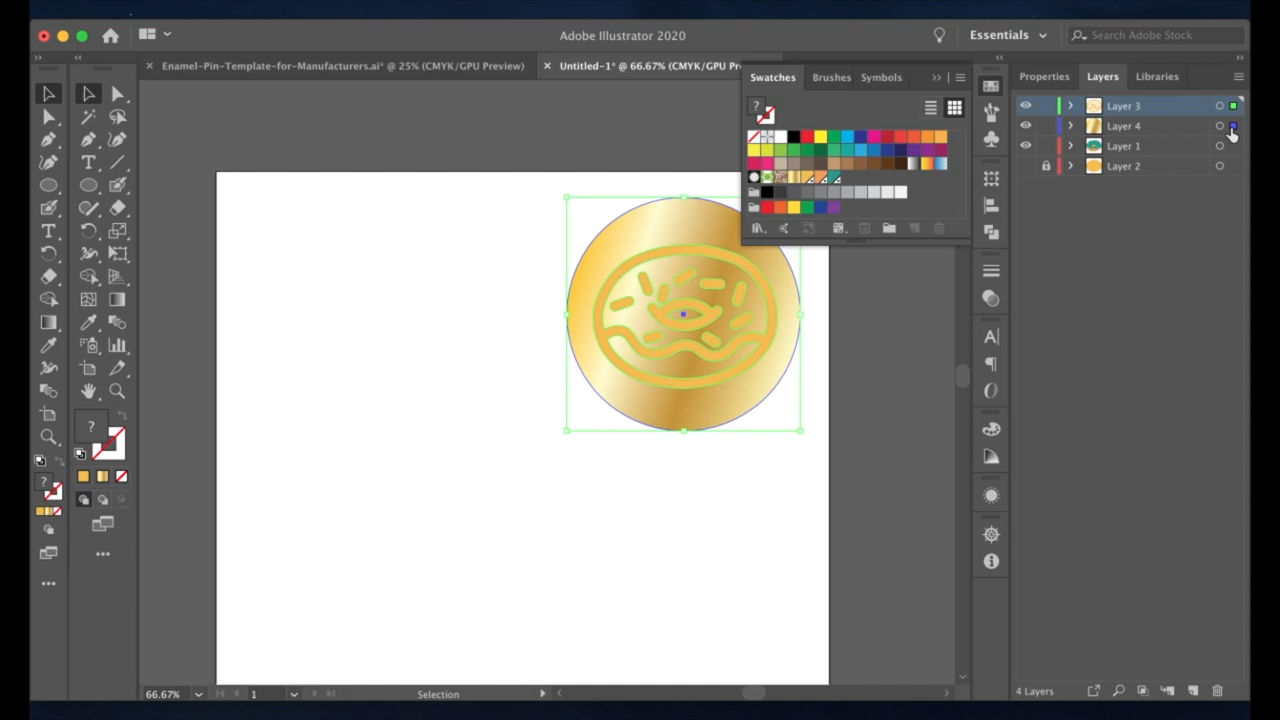 Adobe Illustrator 2020
Essentials
Search Adobe Stock
Enamel-Pin-Template-for-Manufacturers.ai* @ 25% (CMYK/GPU Preview)
Untitled-1* @ 66.67% (CMYK/GPU Pr
Swatches
Brushes
Symbols
Properties
Layers
Libraries
Layer 3
Layer 4
Layer 1
Layer 2
66.67%
1
Selection
4 Layers